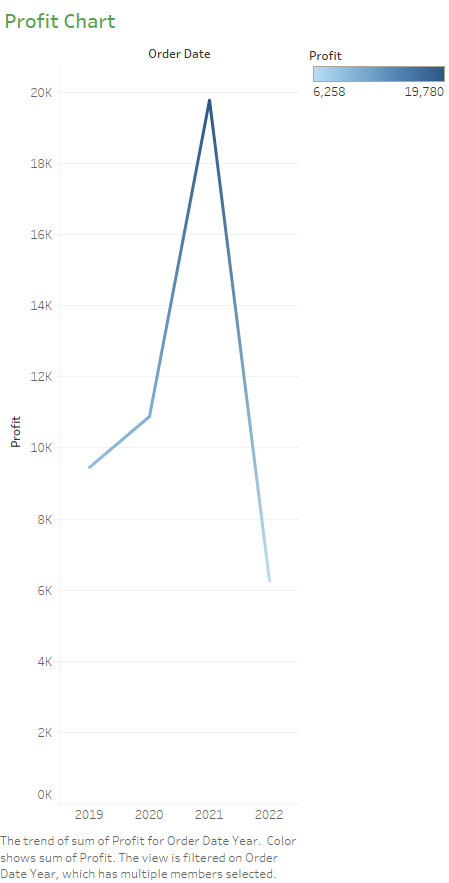 Profit Chart
Order Date
Profit
6,258 19,780
20K
18K
16K
14K
12K
10K
8K
6K
4K
2K
0K
Profit
2019 2020 2021 2022
The trend of sum of Profit for Order Date Year.  Color
shows sum of Profit. The view is filtered on Order
Date Year, which has multiple members selected.